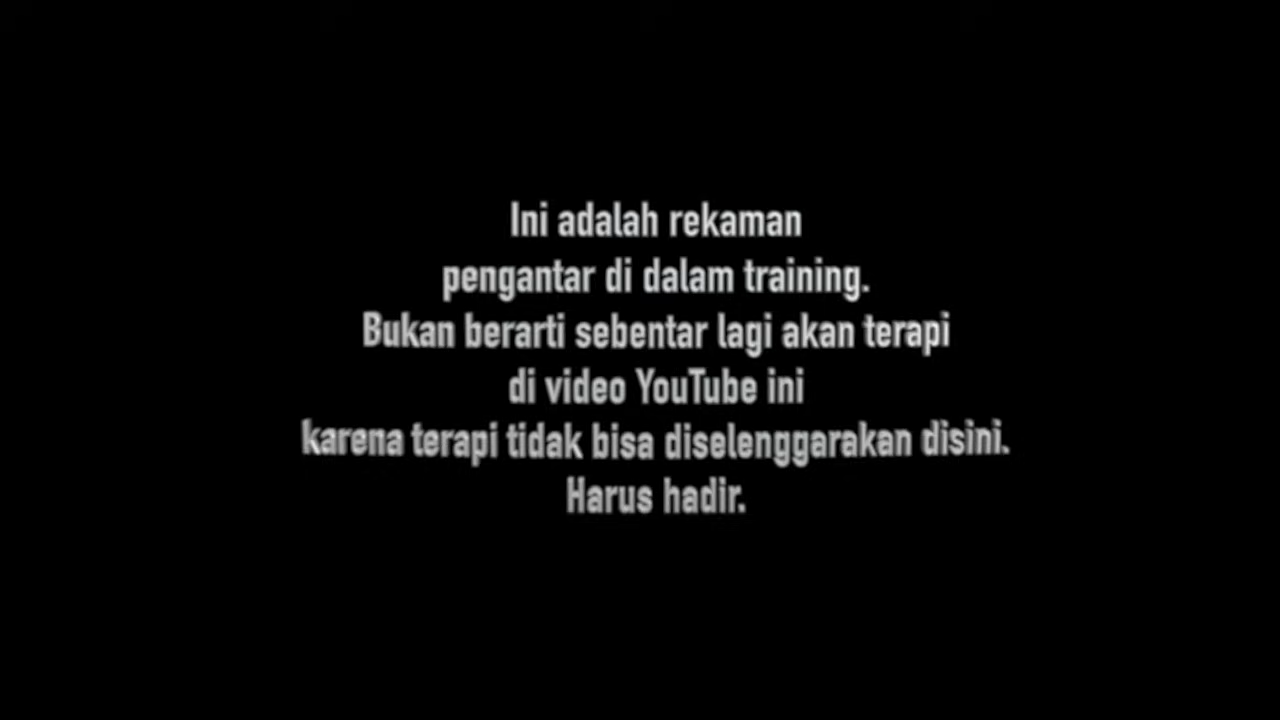 Ini adalah rekaman
pengantar di dalam training.
Bukan berarti sebentar lagi akan terapi
di video YouTube ini
karena terapi tidak bisa diselenggarakan disini.
Harus hadir.